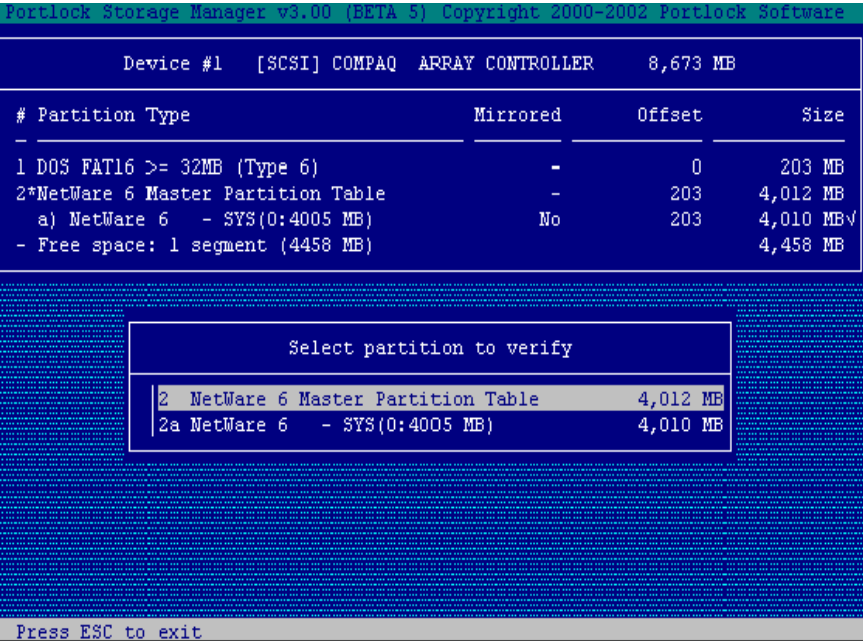 Portlock Storage Manager v3.00 (BETA 5) Copyright 2000-2002 Portlock Software
Device #1 [SCSI] COMPAQ ARRAY CONTROLLER 8,673 MB
# Partition Type Mirrored Offset Size
1 DOS FAT16 >= 32MB (Type 6) - 0 203 MB
2*NetWare 6 Master Partition Table - 203 4,012 MB
a) NetWare 6 - SYS(0:4005 MB) No 203 4,010 MB√
- Free space: 1 segment (4458 MB) 4,458 MB
Select partition to verify
2 NetWare 6 Master Partition Table 4,012 MB
2a NetWare 6 - SYS(0:4005 MB) 4,010 MB
Press ESC to exit